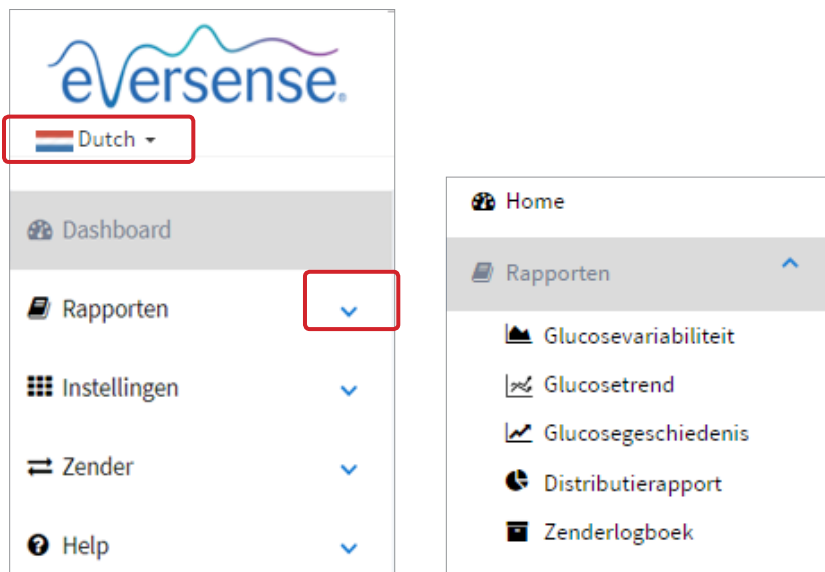 eversense®
Dutch
Dashboard
Rapporten
Instellingen
Zender
Help
Home
Rapporten
Glucosevariabiliteit
Glucosetrend
Glucosegeschiedenis
Distributierapport
Zenderlogboek